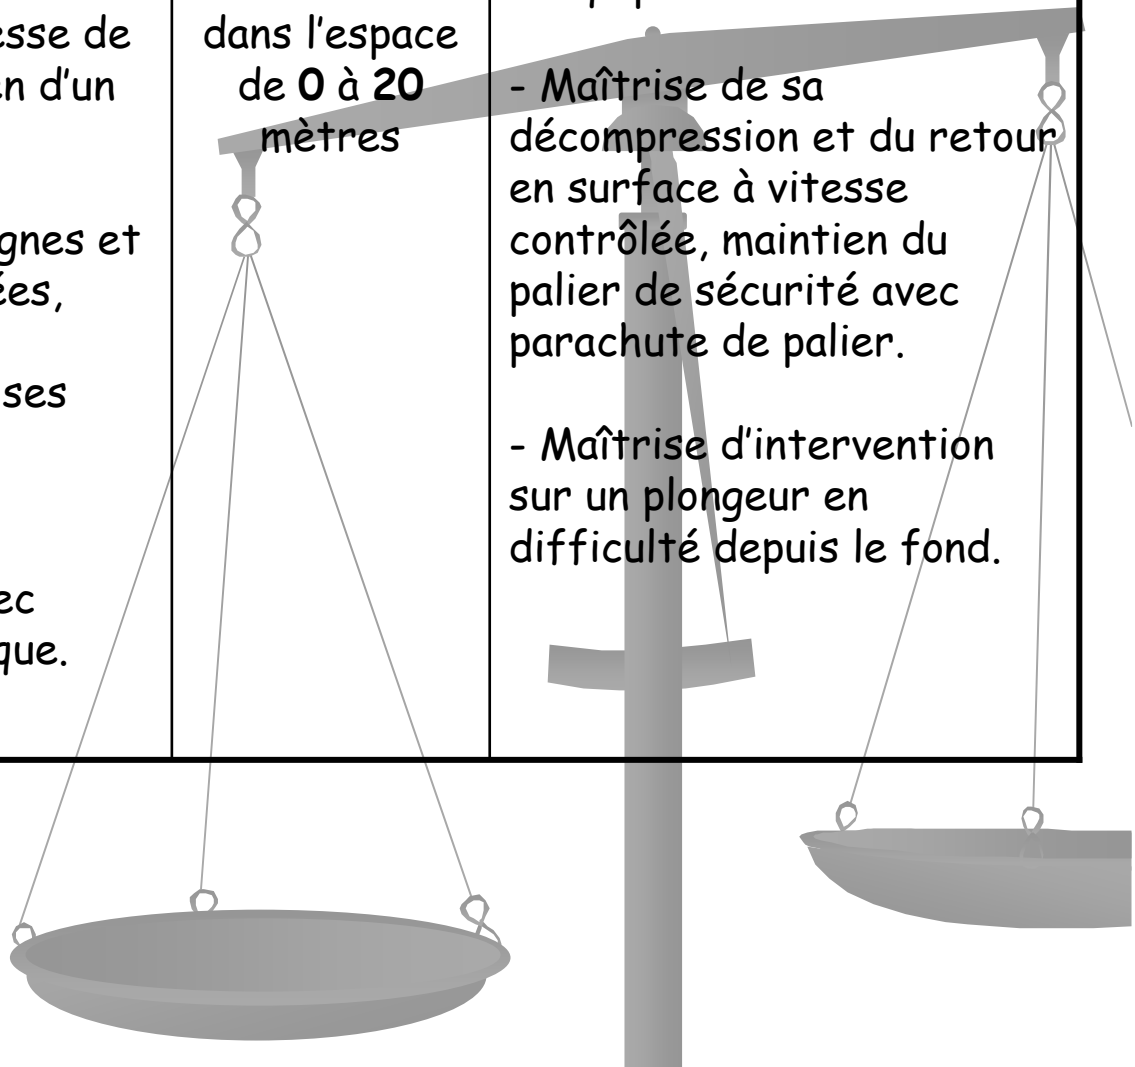 esse de
en d'un
gnes et
ées,
ses
ec
que.
dans l'espace
de 0 à 20
mètres
- Maîtrise de sa
décompression et du retour
en surface à vitesse
contrôlée, maintien du
palier de sécurité avec
parachute de palier.
- Maîtrise d'intervention
sur un plongeur en
difficulté depuis le fond.